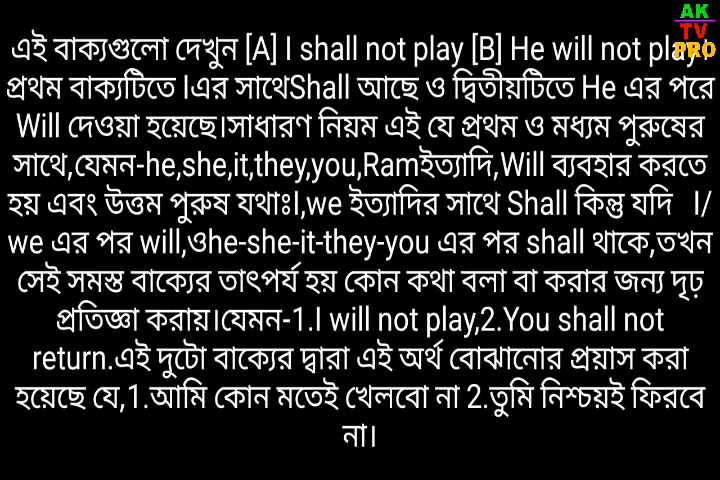 AK
TV
PRO
এই বাক্যগুলো দেখুন [A] I shall not play [B] He will not play
প্রথম বাক্যটিতে Iএর সাথেShall আছে ও দ্বিতীয়টিতে He এর পরে
Will দেওয়া হয়েছে।সাধারণ নিয়ম এই যে প্রথম ও মধ্যম পুরুষের
সাথে,যেমন-he,she,it,they,you,Ramইত্যাদি,Will ব্যবহার করতে
হয় এবং উত্তম পুরুষ যথাঃI,we ইত্যাদির সাথে Shall কিন্তু যদি I/
we এর পর will,ওhe-she-it-they-you এর পর shall থাকে,তখন
সেই সমস্ত বাক্যের তাৎপর্য হয় কোন কথা বলা বা করার জন্য দৃঢ়
প্রতিজ্ঞা করায়।যেমন-1.I will not play,2.You shall not
return.এই দুটো বাক্যের দ্বারা এই অর্থ বোঝানোর প্রয়াস করা
হয়েছে যে,1.আমি কোন মতেই খেলবো না 2.তুমি নিশ্চয়ই ফিরবে
না।